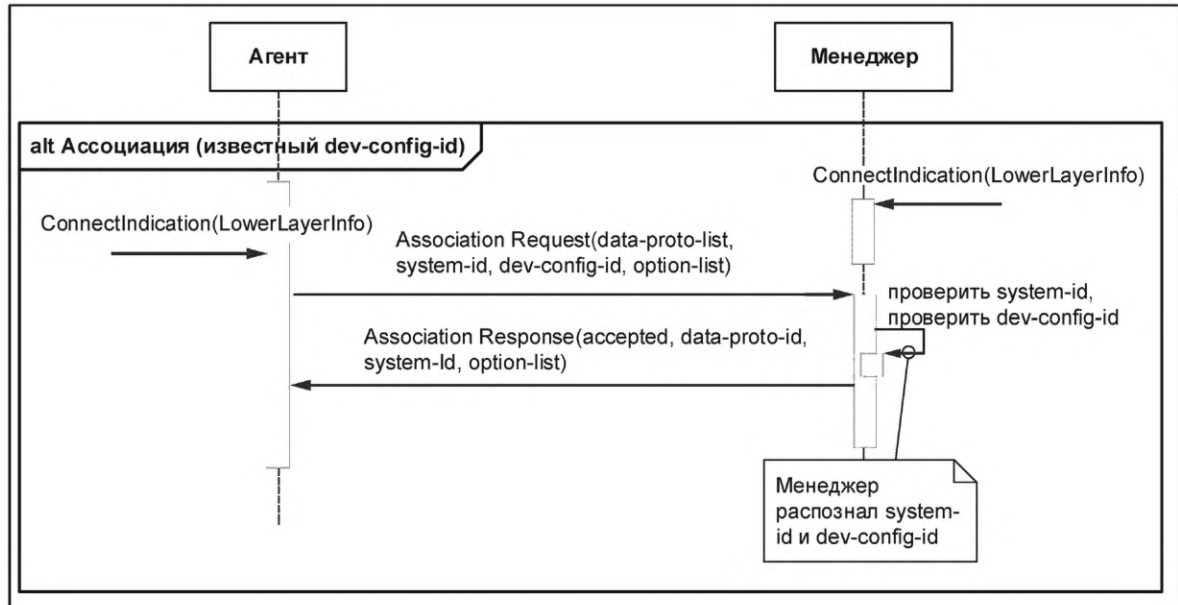 Агент
Менеджер
alt Ассоциация (известный dev-config-id)
ConnectIndication(LowerLayerInfo)
ConnectIndication(LowerLayerInfo)
Association Request(data-proto-list,
system-id, dev-config-id, option-list)
проверить system-id,
проверить dev-config-id
Association Response(accepted, data-proto-id,
system-Id, option-list)
Менеджер
распознал system-
id и dev-config-id